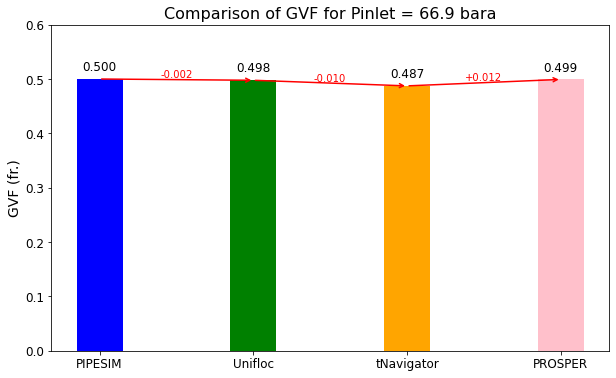 Comparison of GVF for Pinlet = 66.9 bara
GVF (fr.)
0.6
0.5
0.4
0.3
0.2
0.1
0.0
0.500
-0.002
0.498
-0.010
0.487
+0.012
0.499
PIPESIM
Unifloc
tNavigator
PROSPER